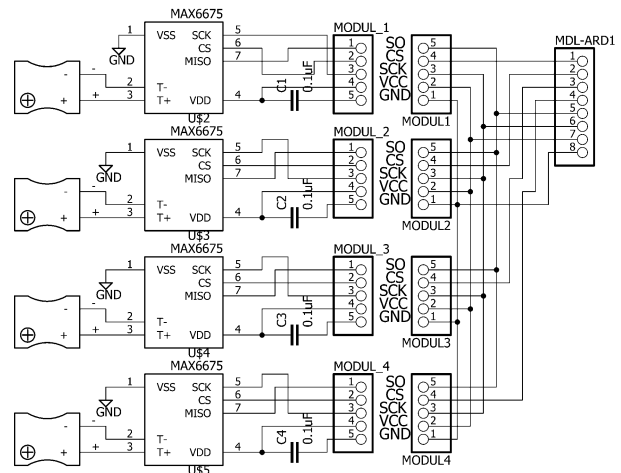 MAX6675
MODUL_1
MDL-ARD1
1 VSS SCK 5
CS 6
MISO 7
GND
- 2 T-
+ 3 T+ VDD 4
U$2
C1 0.1uF
1
2
3
4
5
SO 5
CS 4
SCK 3
VCC 2
GND 1
MODUL1
1
2
3
4
5
6
7
8
MAX6675
MODUL_2
1 VSS SCK 5
CS 6
MISO 7
GND
- 2 T-
+ 3 T+ VDD 4
U$3
C2 0.1uF
1
2
3
4
5
SO 5
CS 4
SCK 3
VCC 2
GND 1
MODUL2
MAX6675
MODUL_3
1 VSS SCK 5
CS 6
MISO 7
GND
- 2 T-
+ 3 T+ VDD 4
U$4
C3 0.1uF
1
2
3
4
5
SO 5
CS 4
SCK 3
VCC 2
GND 1
MODUL3
MAX6675
MODUL_4
1 VSS SCK 5
CS 6
MISO 7
GND
- 2 T-
+ 3 T+ VDD 4
U$5
C4 0.1uF
1
2
3
4
5
SO 5
CS 4
SCK 3
VCC 2
GND 1
MODUL4